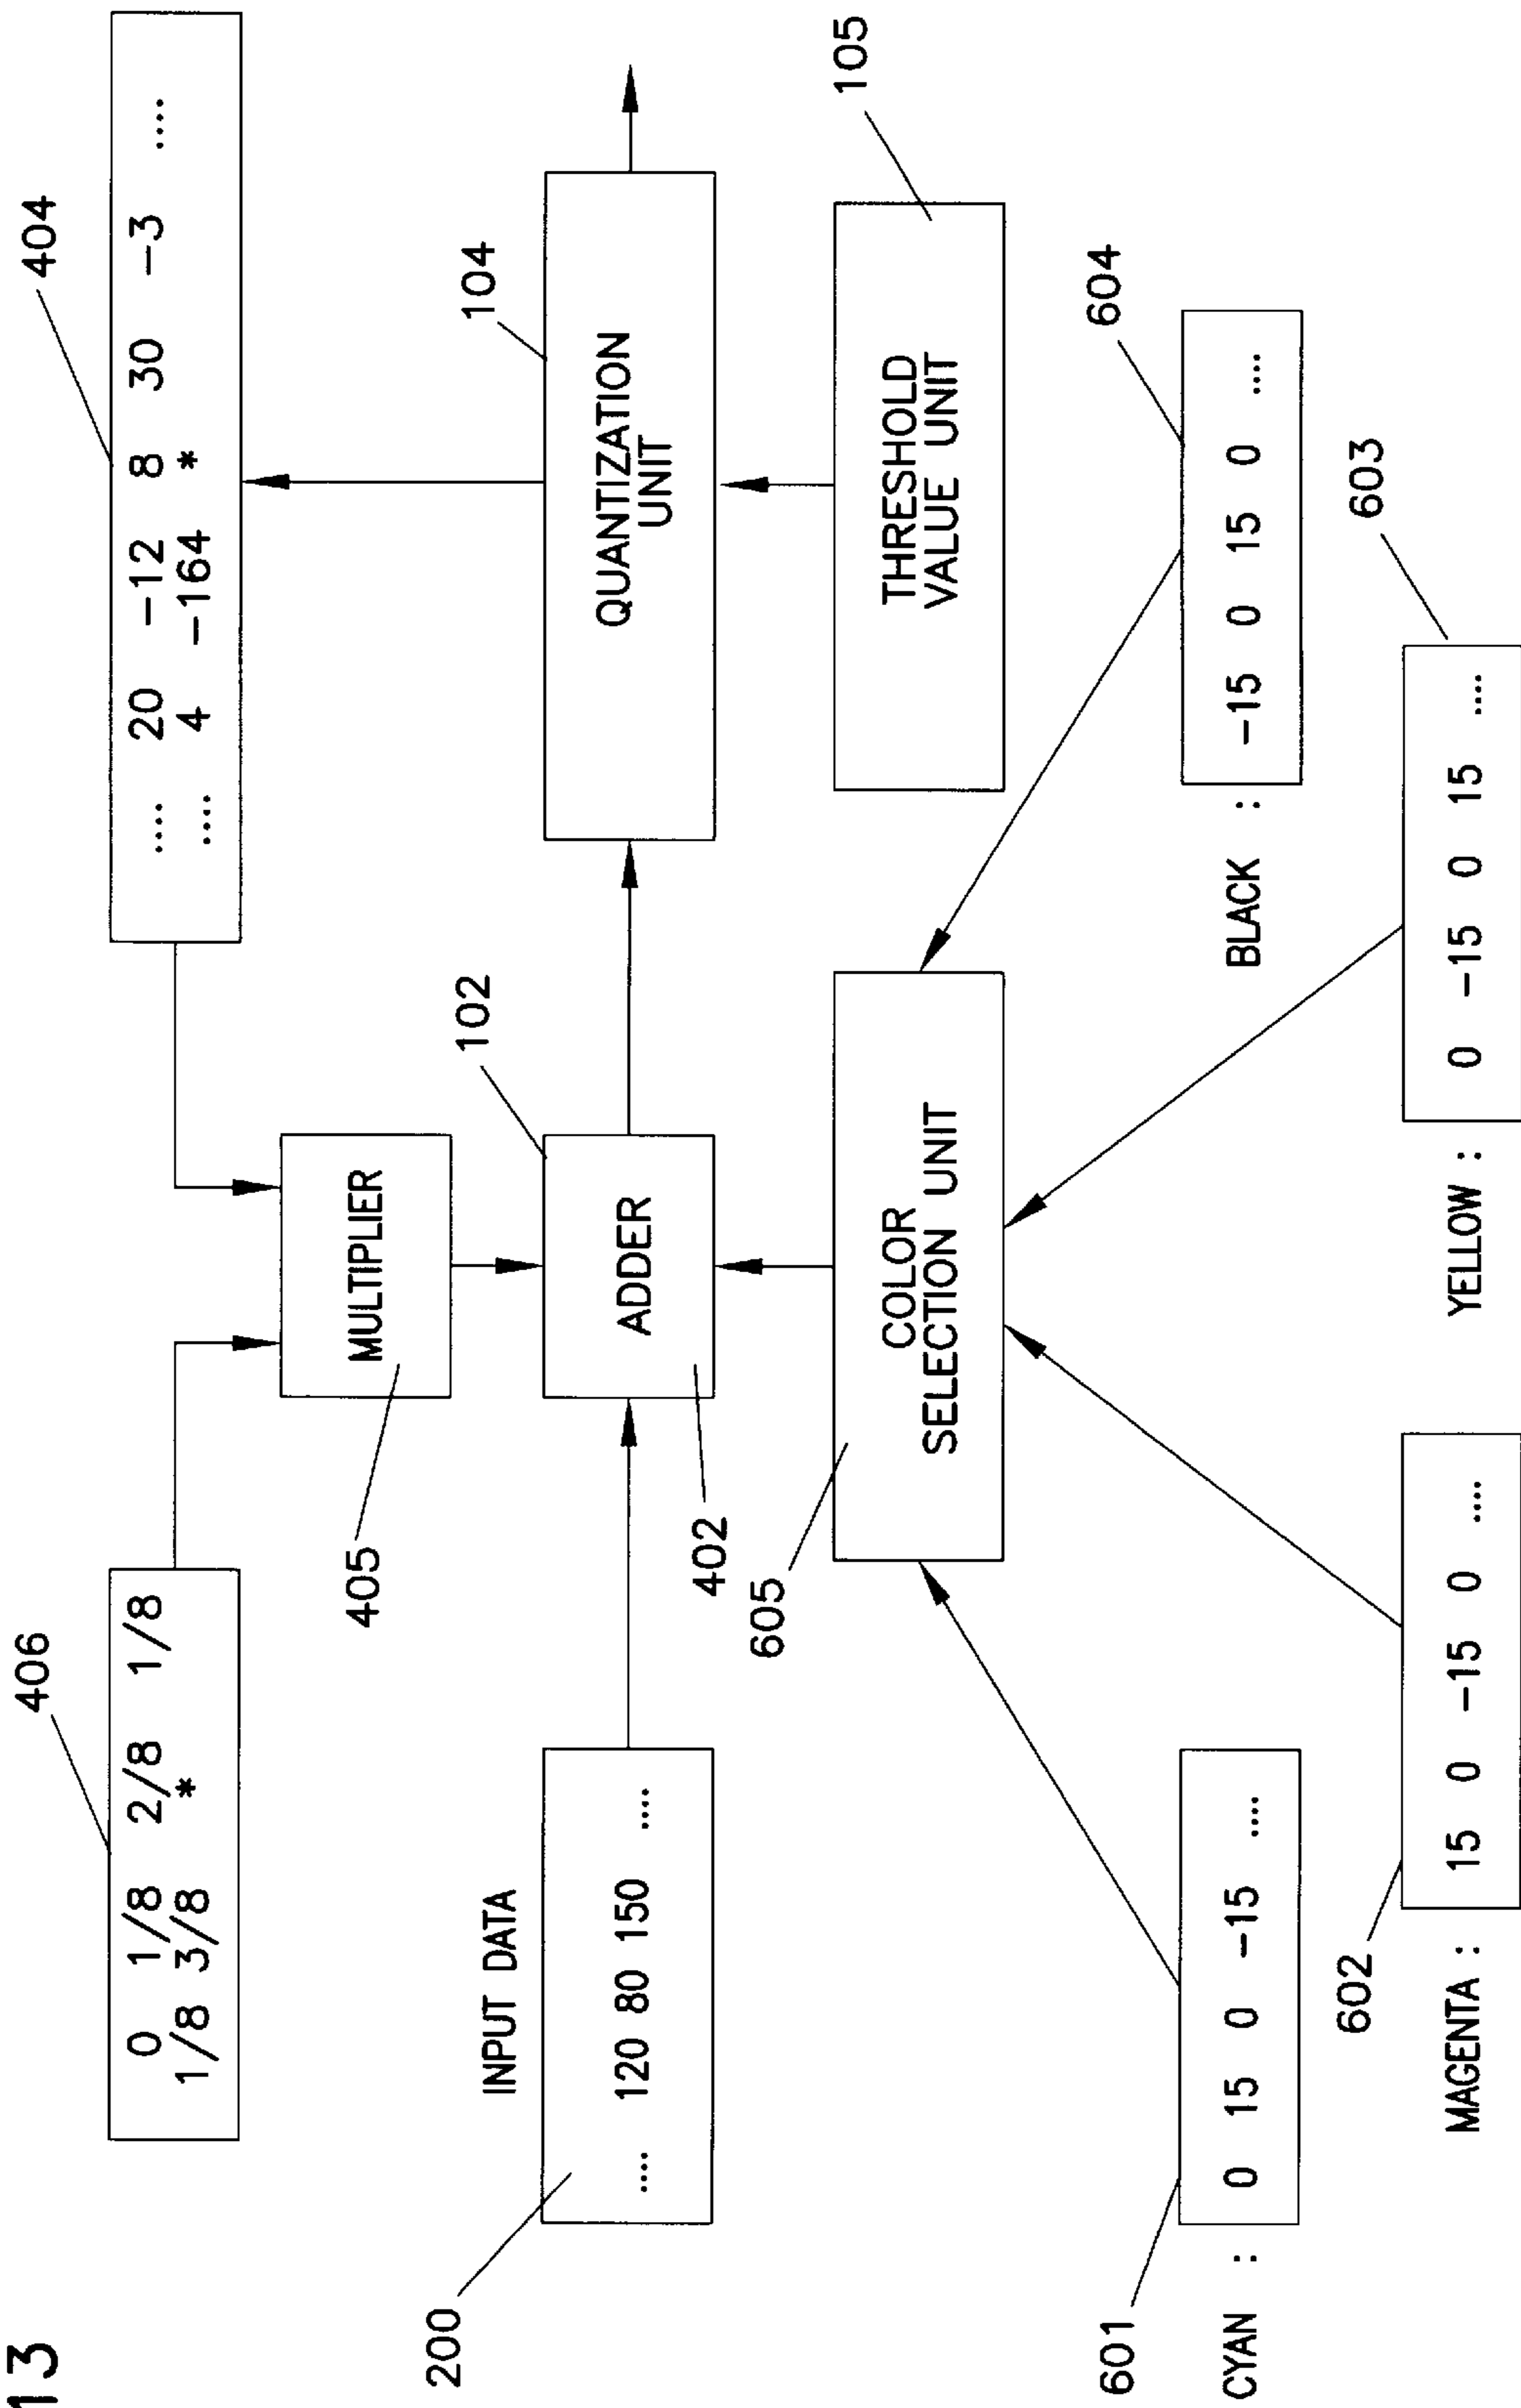 13
406
0 1/8 2/8 1/8
1/8 3/8 *
404
.... 20 -12 8 30 -3 ....
.... 4 -164 *
MULTIPLIER
405
INPUT DATA
200
.... 120 80 150 ....
102
ADDER
402
104
QUANTIZATION
UNIT
605
COLOR
SELECTION UNIT
THRESHOLD
VALUE UNIT
105
601
CYAN : 0 15 0 -15 ....
604
BLACK : -15 0 15 0 ....
602
MAGENTA : 15 0 -15 0 ....
603
YELLOW : 0 -15 0 15 ....